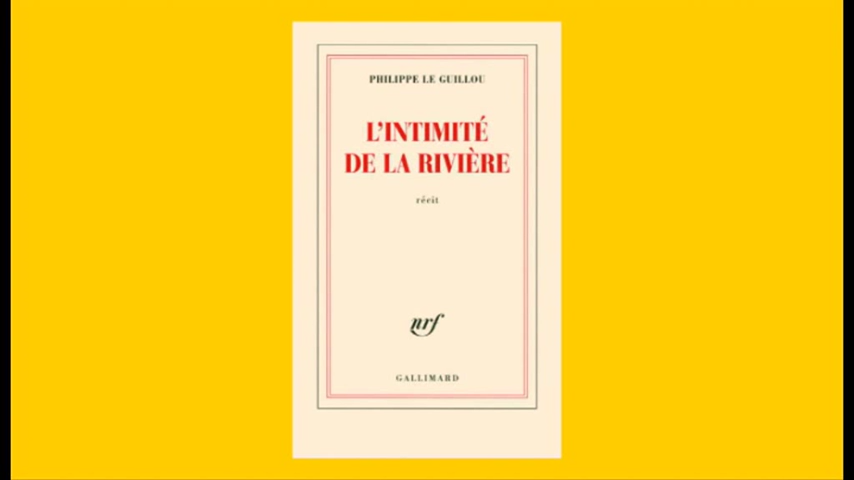 PHILIPPE LE GUILLOU
L'INTIMITÉ
DE LA RIVIÈRE
récit
nrf
GALLIMARD